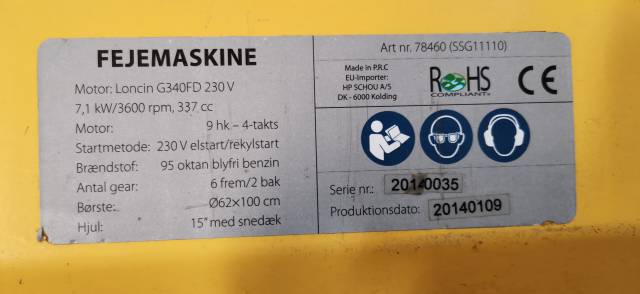 FEJEMASKINE
Motor: Loncin G340FD 230 V
7,1 kW/3600 rpm, 337 cc
Motor: 9 hk – 4-takts
Startmetode: 230 V elstart/rekylstart
Brændstof: 95 oktan blyfri benzin
Antal gear: 6 frem/2 bak
Børste: Ø62×100 cm
Hjul: 15" med snedæk
Art nr. 78460 (SSG11110)
Made in P.R.C
EU-Importer:
HP SCHOU A/S
DK - 6000 Kolding
RoHS
COMPLIANT
CE
Serie nr.: 20140035
Produktionsdato: 20140109